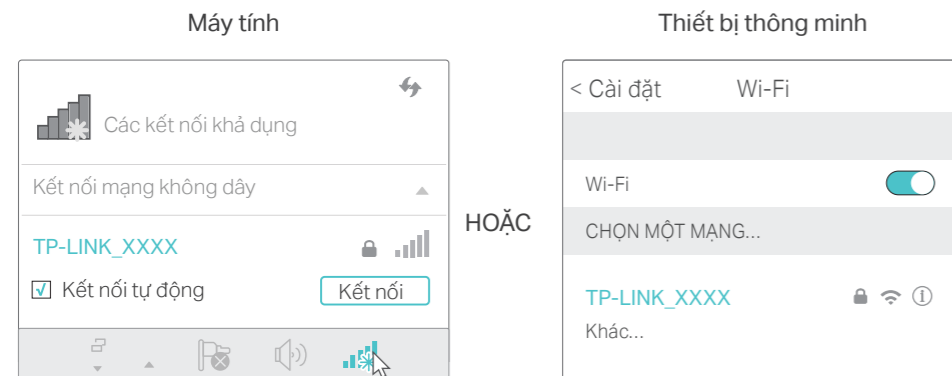 Máy tính
Các kết nối khả dụng
Kết nối mạng không dây
TP-LINK_XXXX
Kết nối tự động
Kết nối
HOẶC
Thiết bị thông minh
< Cài đặt Wi-Fi
Wi-Fi
CHỌN MỘT MẠNG...
TP-LINK_XXXX
Khác...